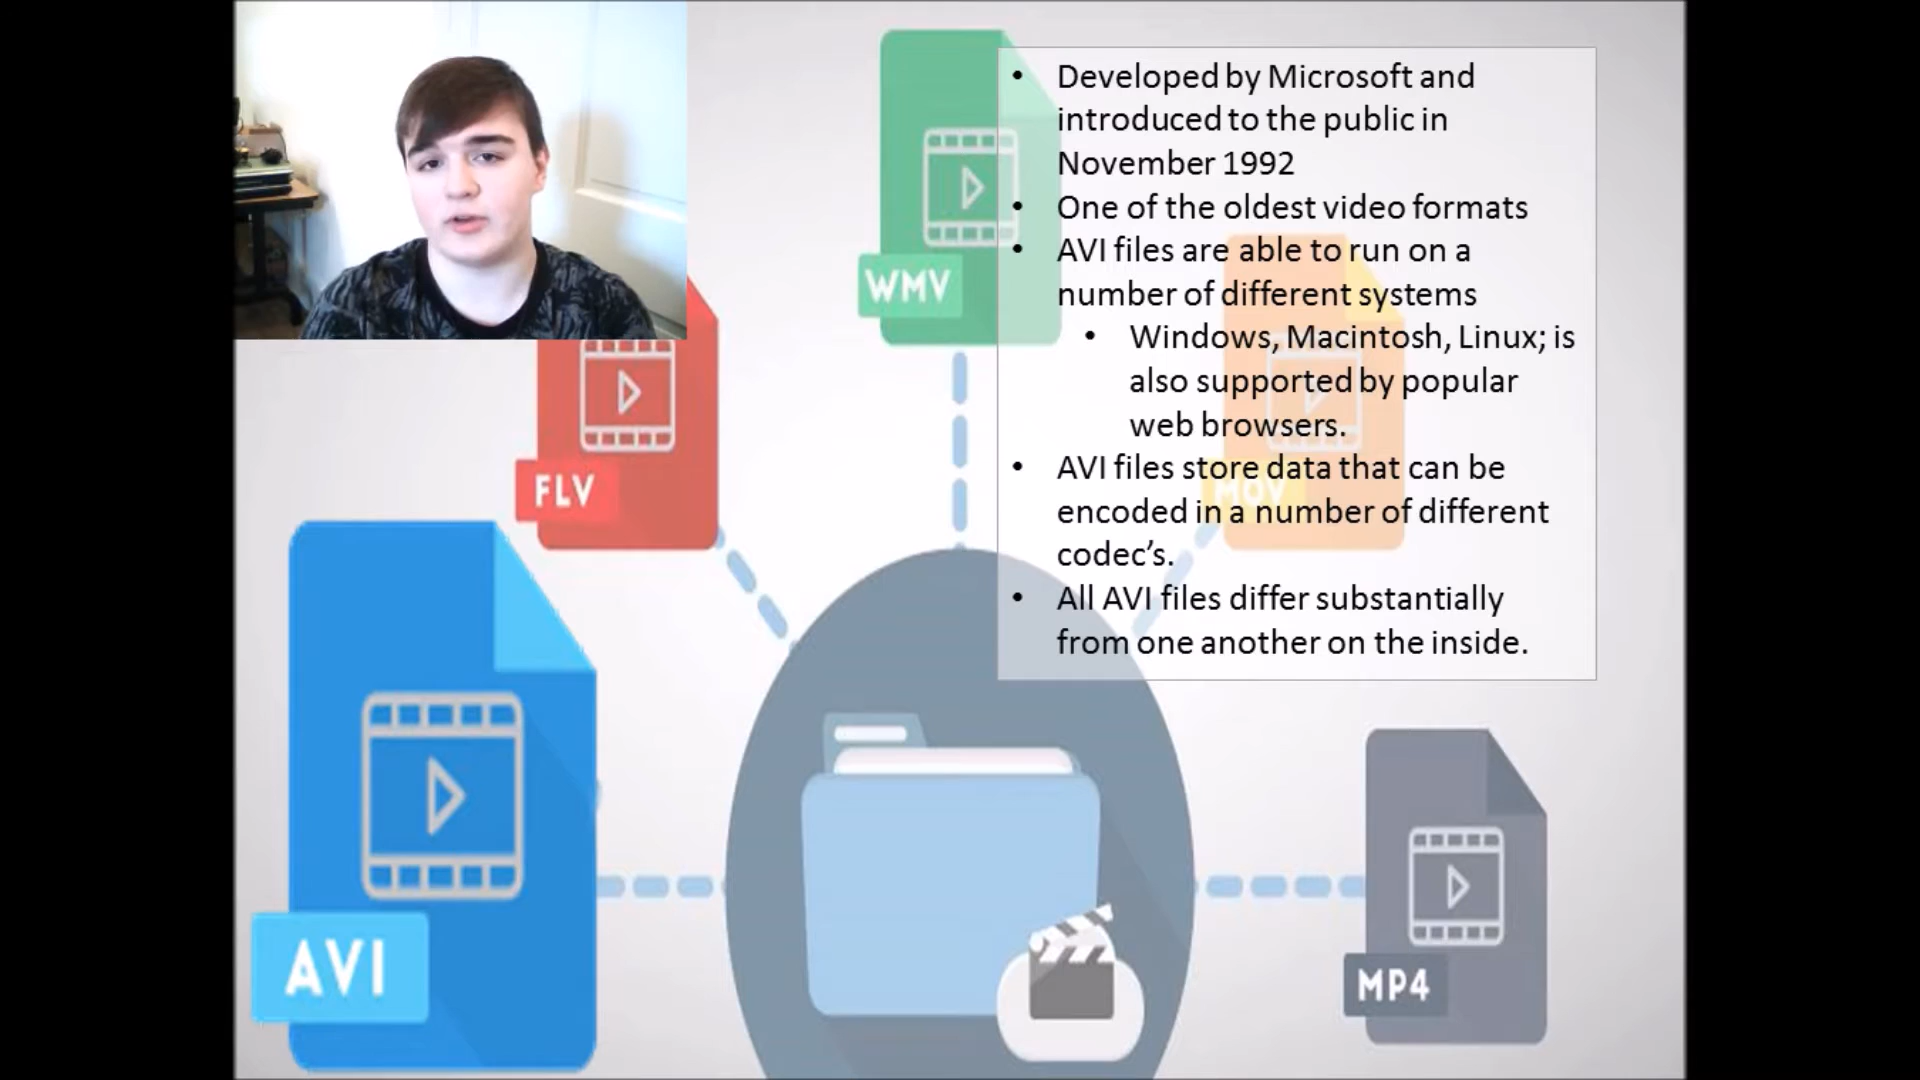 • Developed by Microsoft and
introduced to the public in
November 1992
• One of the oldest video formats
• AVI files are able to run on a
number of different systems
• Windows, Macintosh, Linux; is
also supported by popular
web browsers.
• AVI files store data that can be
encoded in a number of different
codec’s.
• All AVI files differ substantially
from one another on the inside.
WMV
FLV
MOV
AVI
MP4